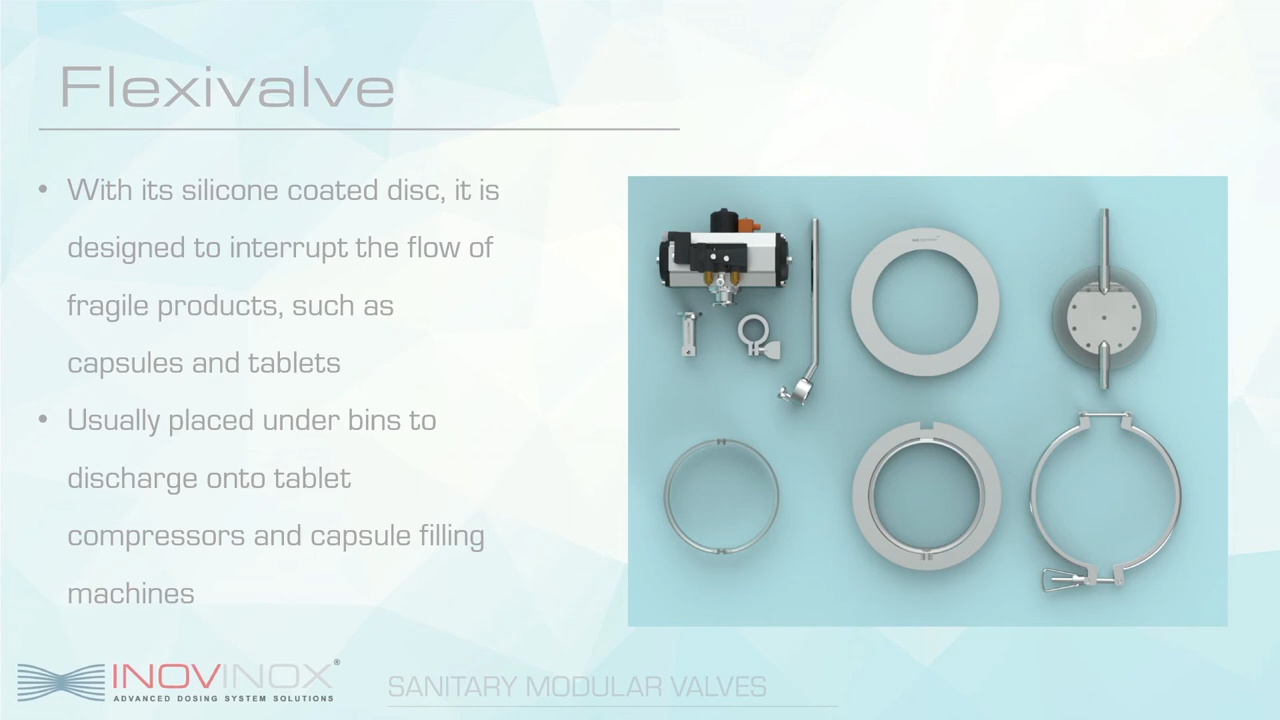 Flexivalve
• With its silicone coated disc, it is
designed to interrupt the flow of
fragile products, such as
capsules and tablets
• Usually placed under bins to
discharge onto tablet
compressors and capsule filling
machines
INOVINOX®
ADVANCED DOSING SYSTEM SOLUTIONS
SANITARY MODULAR VALVES